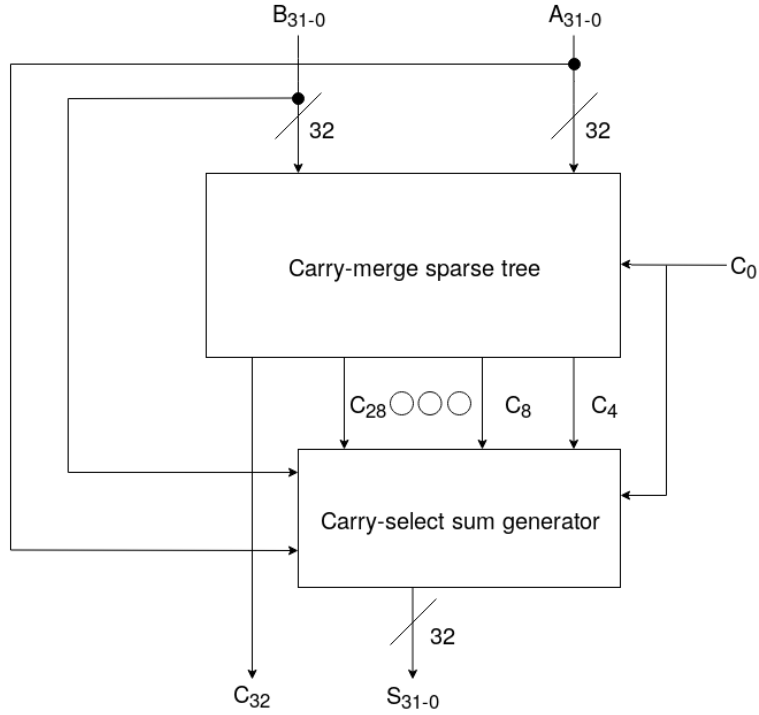 B31-0 A31-0
32 32
Carry-merge sparse tree
C0
C28 C8 C4
Carry-select sum generator
32
C32 S31-0